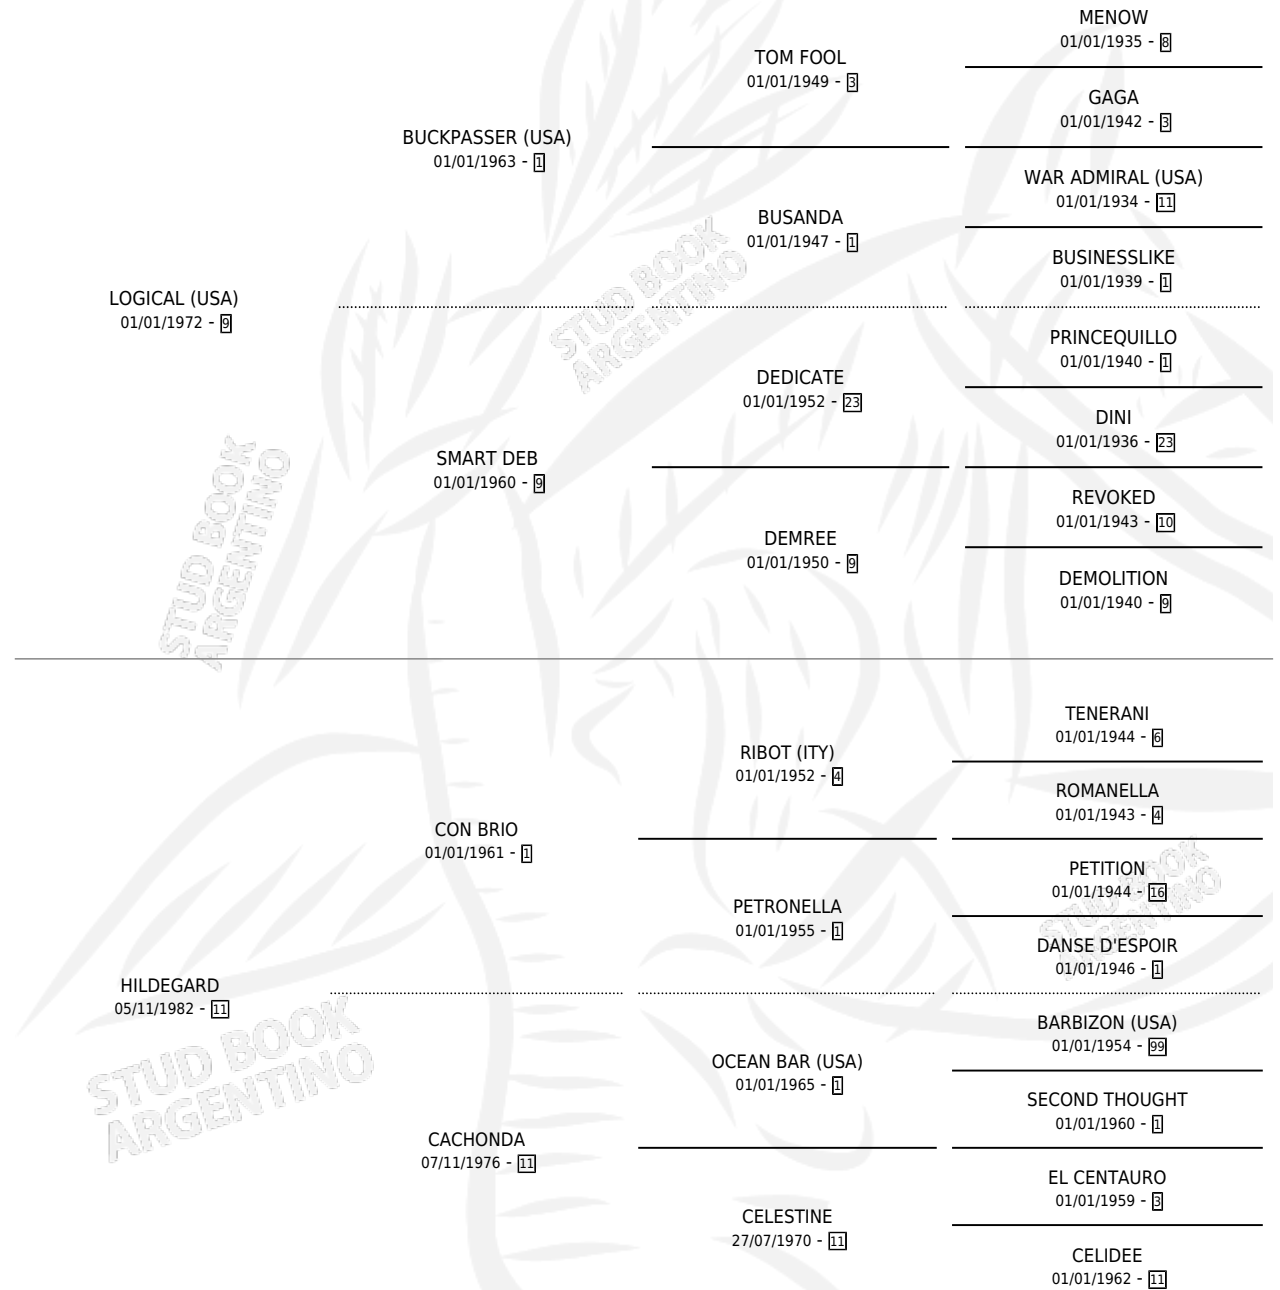 MENOW
01/01/1935 - 8
TOM FOOL
01/01/1949 - 3
GAGA
01/01/1942 - 3
BUCKPASSER (USA)
01/01/1963 - 1
WAR ADMIRAL (USA)
01/01/1934 - 11
BUSANDA
01/01/1947 - 1
BUSINESSLIKE
01/01/1939 - 1
LOGICAL (USA)
01/01/1972 - 9
PRINCEQUILLO
01/01/1940 - 1
DEDICATE
01/01/1952 - 23
DINI
01/01/1936 - 23
SMART DEB
01/01/1960 - 9
REVOKED
01/01/1943 - 10
DEMREE
01/01/1950 - 9
DEMOLITION
01/01/1940 - 9
TENERANI
01/01/1944 - 6
RIBOT (ITY)
01/01/1952 - 4
ROMANELLA
01/01/1943 - 4
CON BRIO
01/01/1961 - 1
PETITION
01/01/1944 - 16
PETRONELLA
01/01/1955 - 1
DANSE D'ESPOIR
01/01/1946 - 1
HILDEGARD
05/11/1982 - 11
BARBIZON (USA)
01/01/1954 - 99
OCEAN BAR (USA)
01/01/1965 - 1
SECOND THOUGHT
01/01/1960 - 1
CACHONDA
07/11/1976 - 11
EL CENTAURO
01/01/1959 - 3
CELESTINE
27/07/1970 - 11
CELIDEE
01/01/1962 - 11
STUD BOOK
ARGENTINO
STUD BOOK
ARGENTINO
STUD BOOK
ARGENTINO
STUD BOOK
ARGENTINO